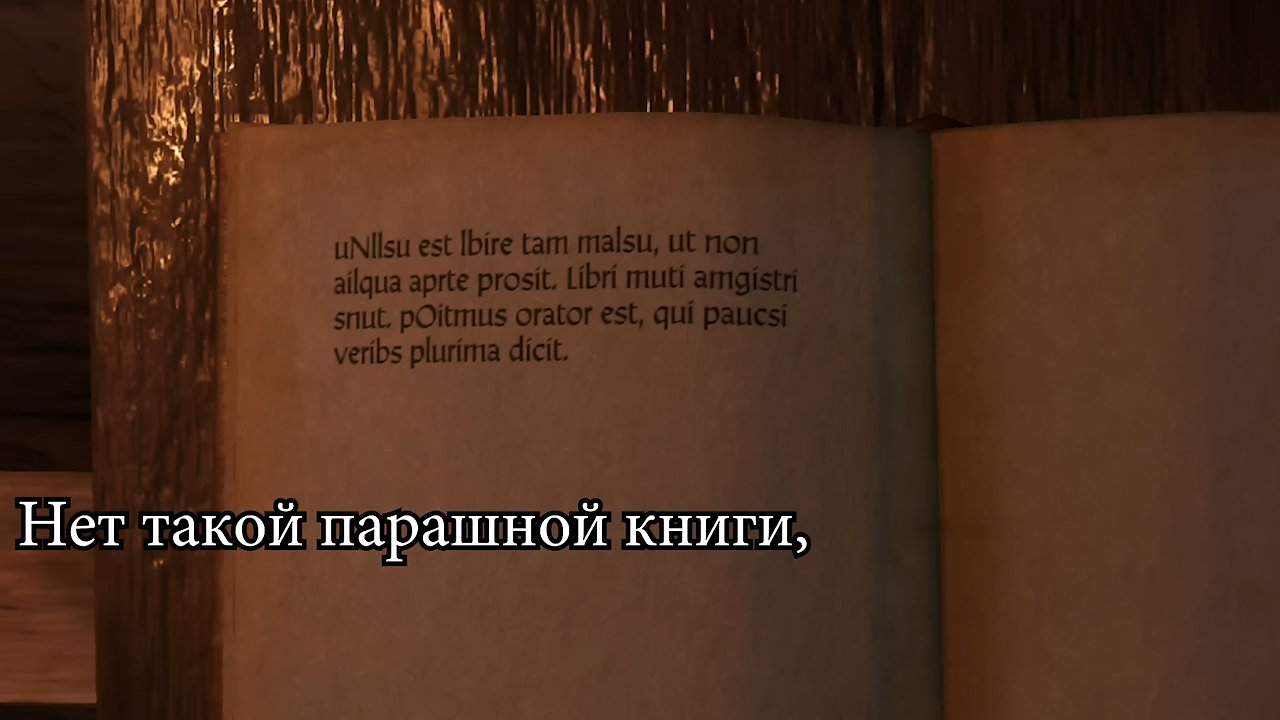 uNllsu est lbire tam malsu, ut non
ailqua aprte prosit. Libri muti amgistri
snut. pOitmus orator est, qui paucsi
veribs plurima dicit.
Нет такой парашной книги,